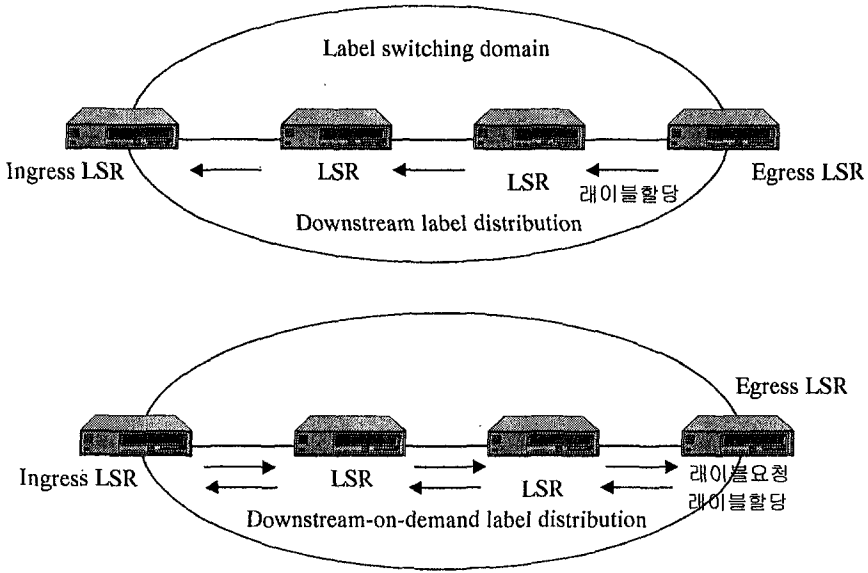 Label switching domain
Ingress LSR
LSR
LSR
래이블할당
Egress LSR
Downstream label distribution
Egress LSR
Ingress LSR
LSR
LSR
래이블요청
래이블할당
Downstream-on-demand label distribution